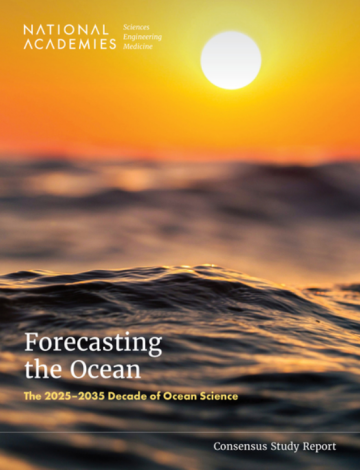 NATIONAL
ACADEMIES
Sciences
Engineering
Medicine
Forecasting
the Ocean
The 2025–2035 Decade of Ocean Science
Consensus Study Report